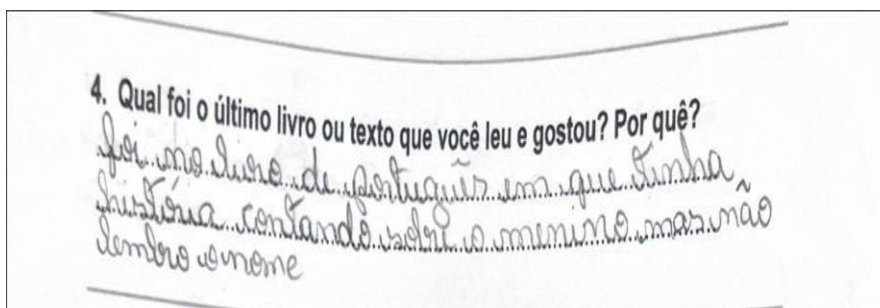 4. Qual foi o último livro ou texto que você leu e gostou? Por quê?
foi no livro de português em que tinha
história contando sobre o menino, mas não
lembro o nome